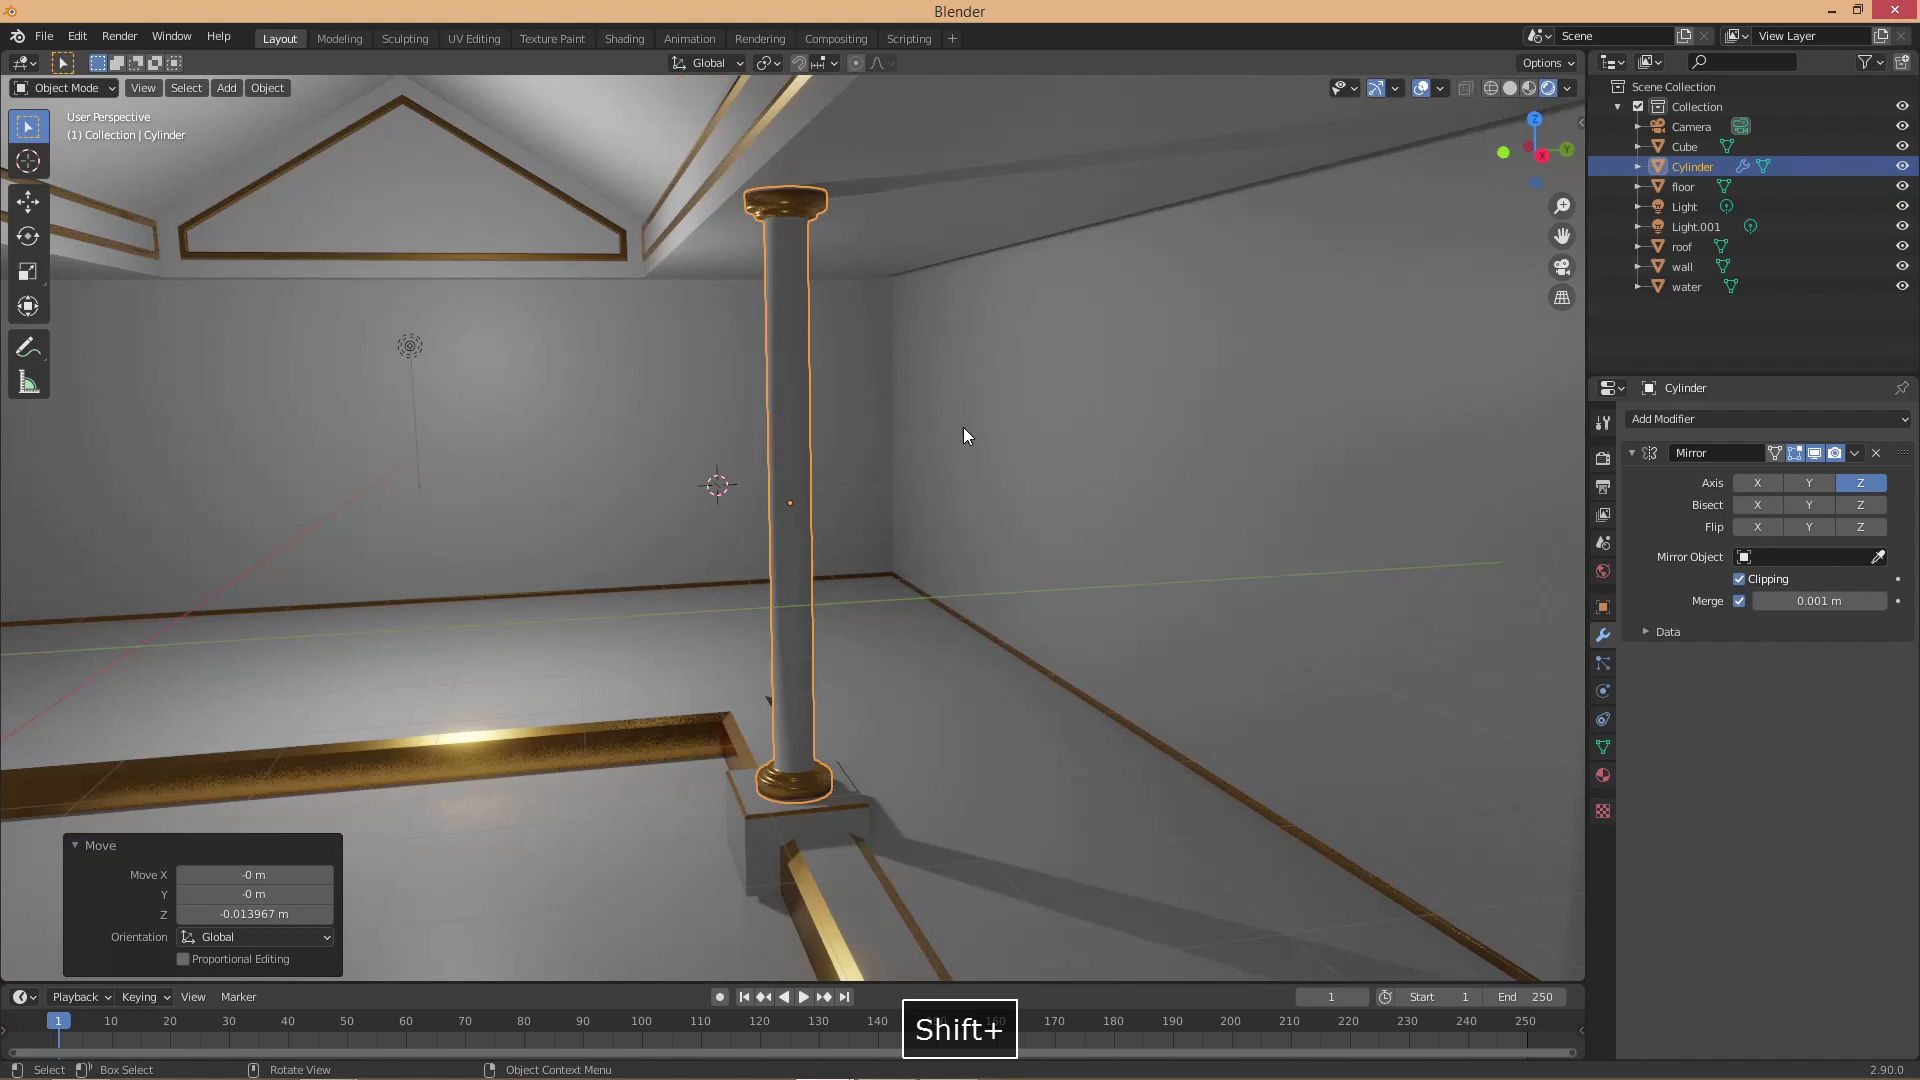 Blender
File Edit Render Window Help
Layout Modeling Sculpting UV Editing Texture Paint Shading Animation Rendering Compositing Scripting
Scene
View Layer
Global
Options
Object Mode View Select Add Object
User Perspective
(1) Collection | Cylinder
Z
Y
X
Scene Collection
Collection
Camera
Cube
Cylinder
floor
Light
Light.001
roof
wall
water
Cylinder
Add Modifier
Mirror
Axis X Y Z
Bisect X Y Z
Flip X Y Z
Mirror Object
Clipping
Merge 0.001 m
Data
Move
Move X -0 m
Y -0 m
Z -0.013967 m
Orientation Global
Proportional Editing
Playback Keying View Marker
1 Start 1 End 250
1 10 20 30 40 50 60 70 80 90 100 110 120 130 140 160 170 180 190 200 210 220 230 240 250
Shift+
Select Box Select Rotate View Object Context Menu 2.90.0